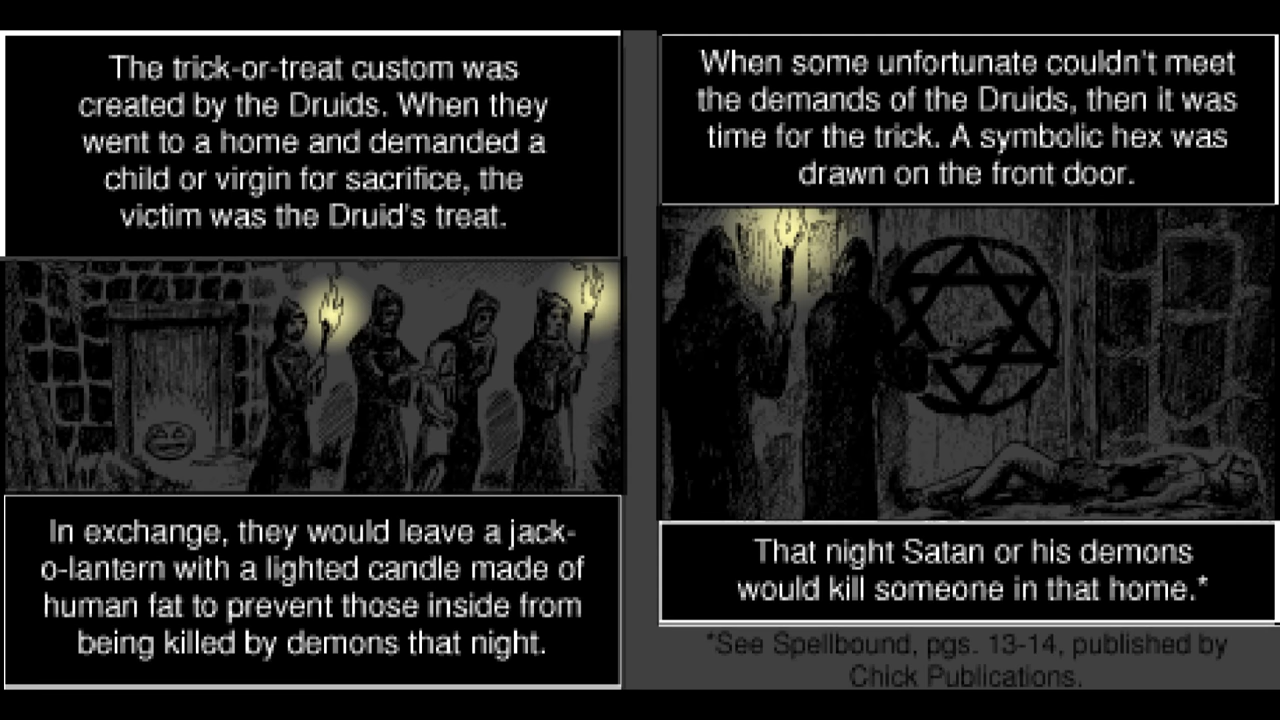 The trick-or-treat custom was
created by the Druids. When they
went to a home and demanded a
child or virgin for sacrifice, the
victim was the Druid's treat.
In exchange, they would leave a jack-
o-lantern with a lighted candle made of
human fat to prevent those inside from
being killed by demons that night.
When some unfortunate couldn't meet
the demands of the Druids, then it was
time for the trick. A symbolic hex was
drawn on the front door.
That night Satan or his demons
would kill someone in that home.*
*See Spellbound, pgs. 13-14, published by
Chick Publications.